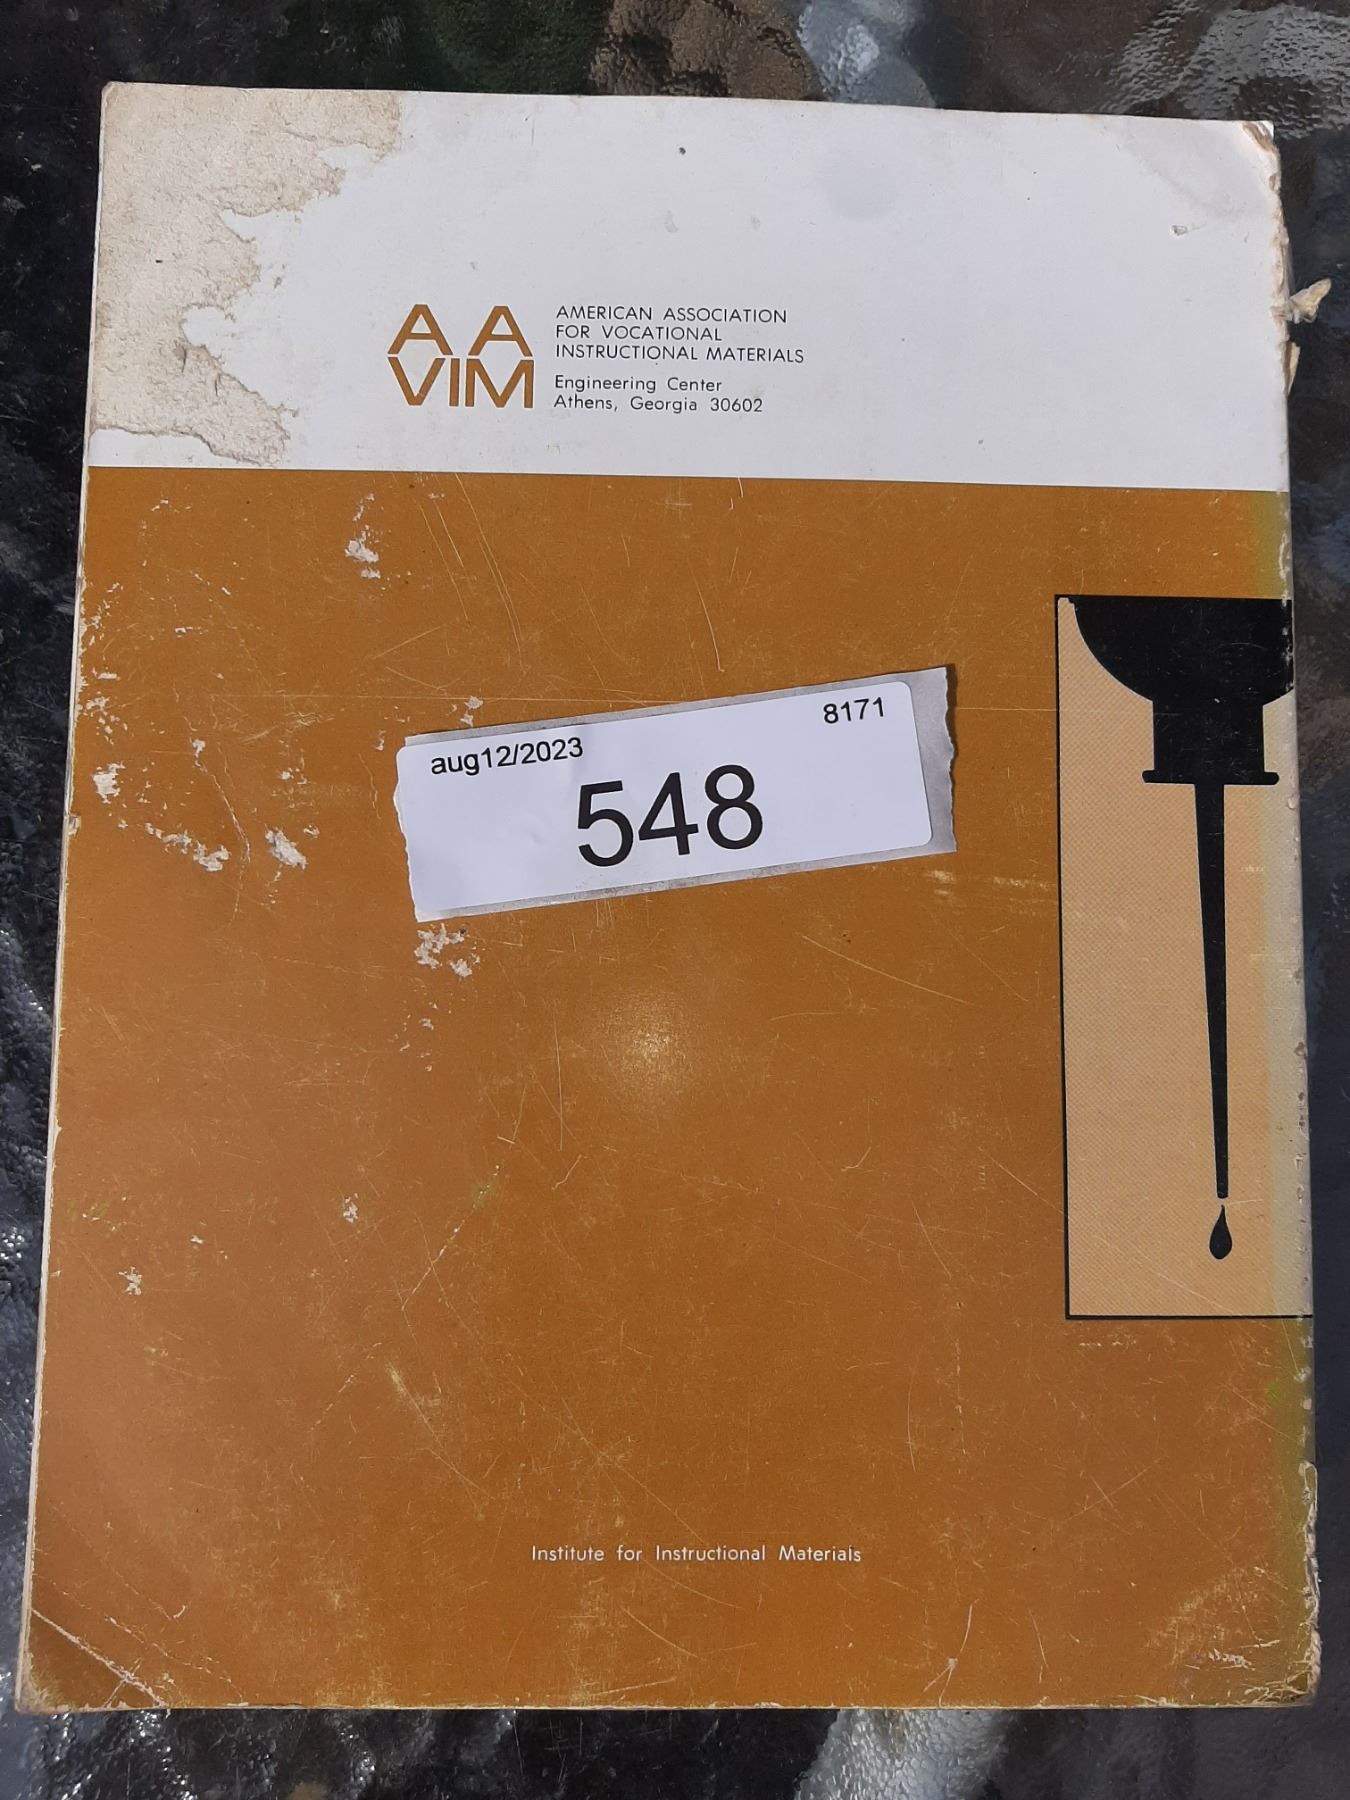 AA
VIM
AMERICAN ASSOCIATION
FOR VOCATIONAL
INSTRUCTIONAL MATERIALS
Engineering Center
Athens, Georgia 30602
aug12/2023
8171
548
Institute for Instructional Materials